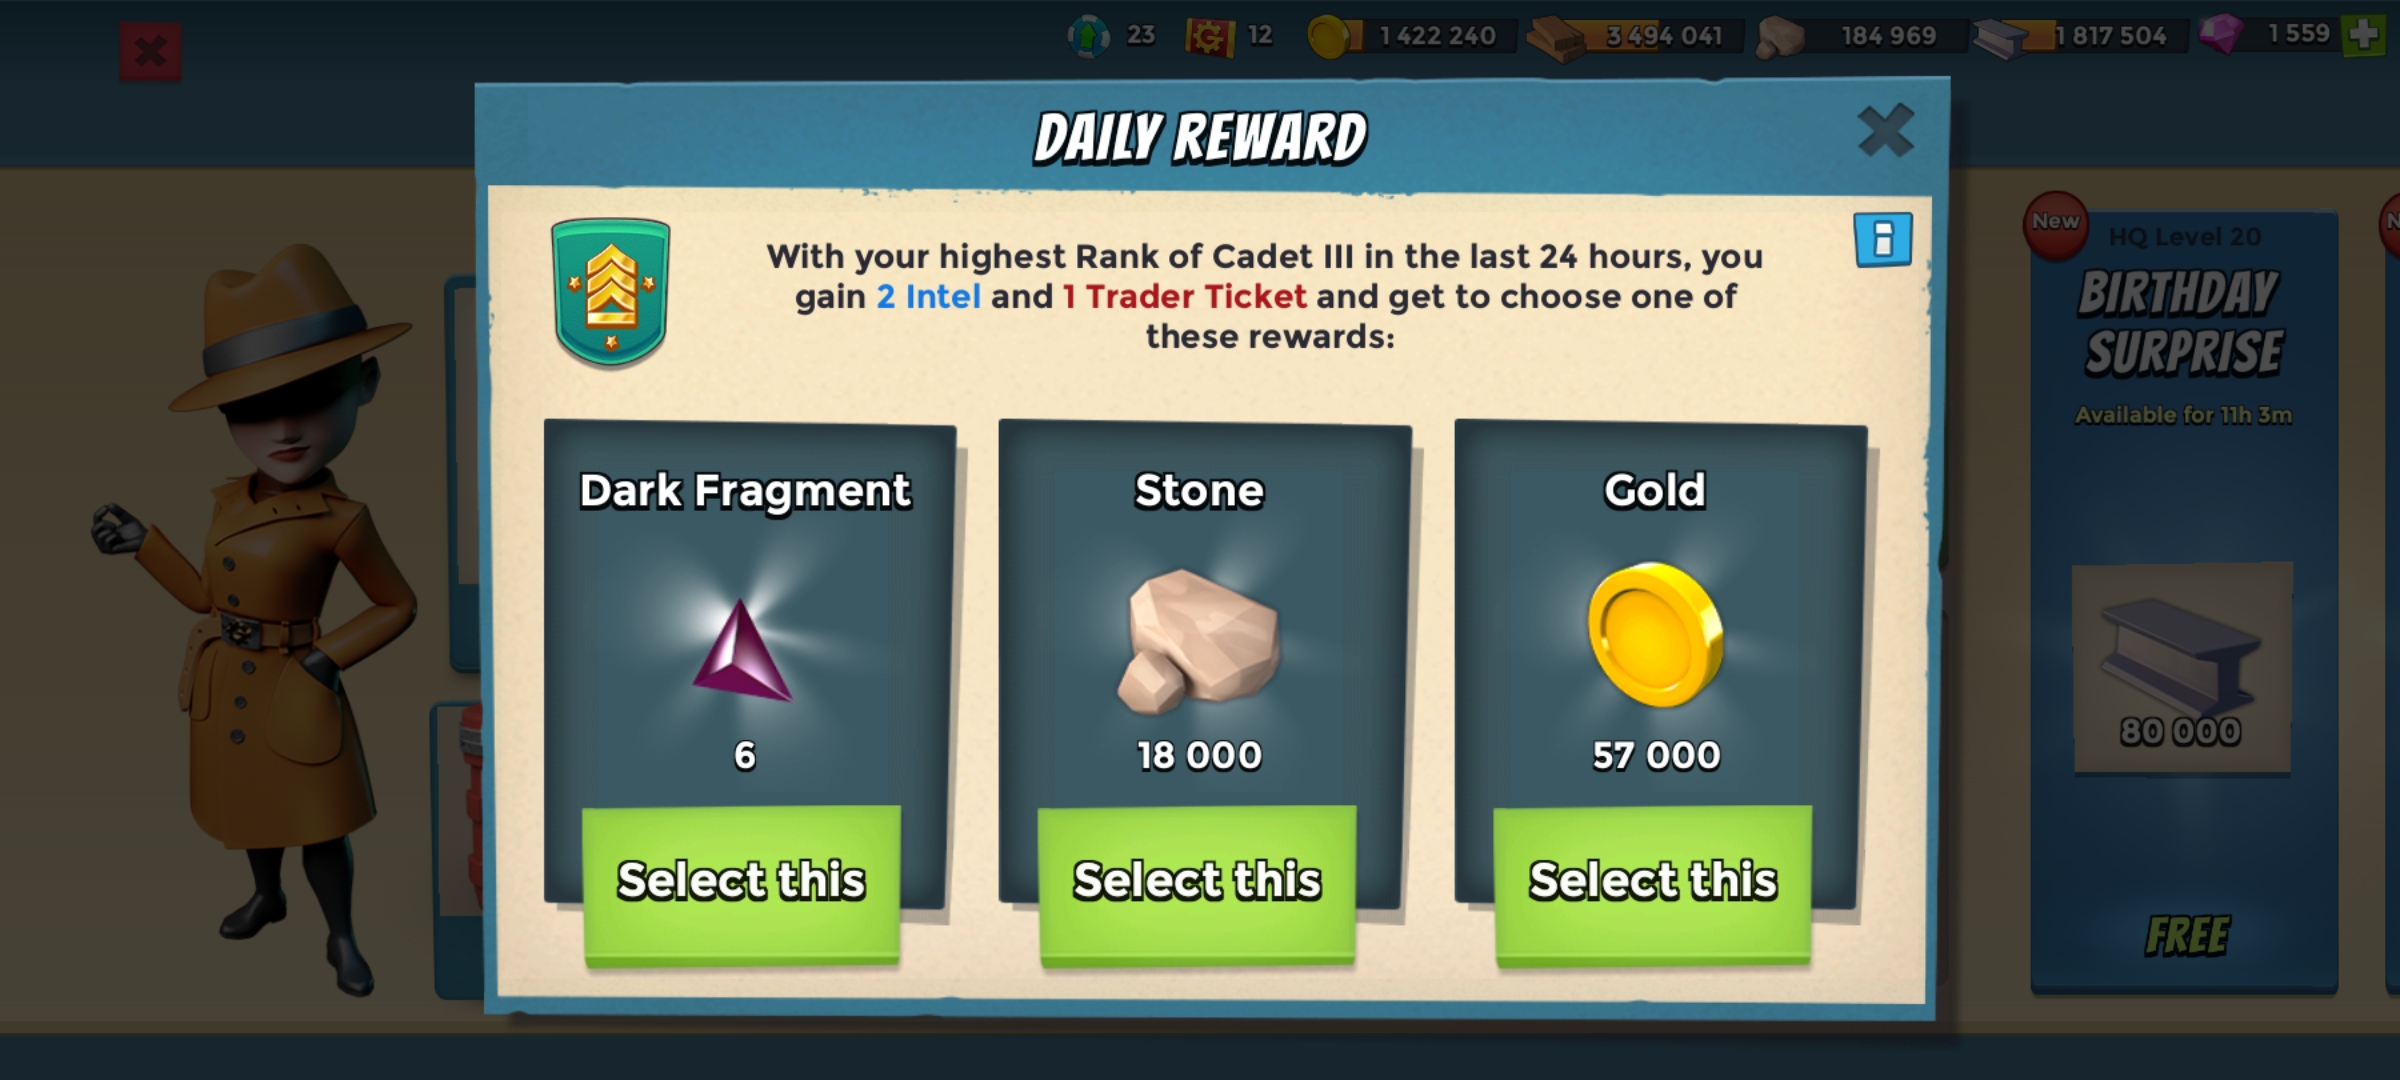 23
12
1 422 240
3 494 041
184 969
1 817 504
1 559
DAILY REWARD
With your highest Rank of Cadet III in the last 24 hours, you
gain 2 Intel and 1 Trader Ticket and get to choose one of
these rewards:
Dark Fragment
6
Select this
Stone
18 000
Select this
Gold
57 000
Select this
New
HQ Level 20
BIRTHDAY
SURPRISE
Available for 11h 3m
80 000
FREE